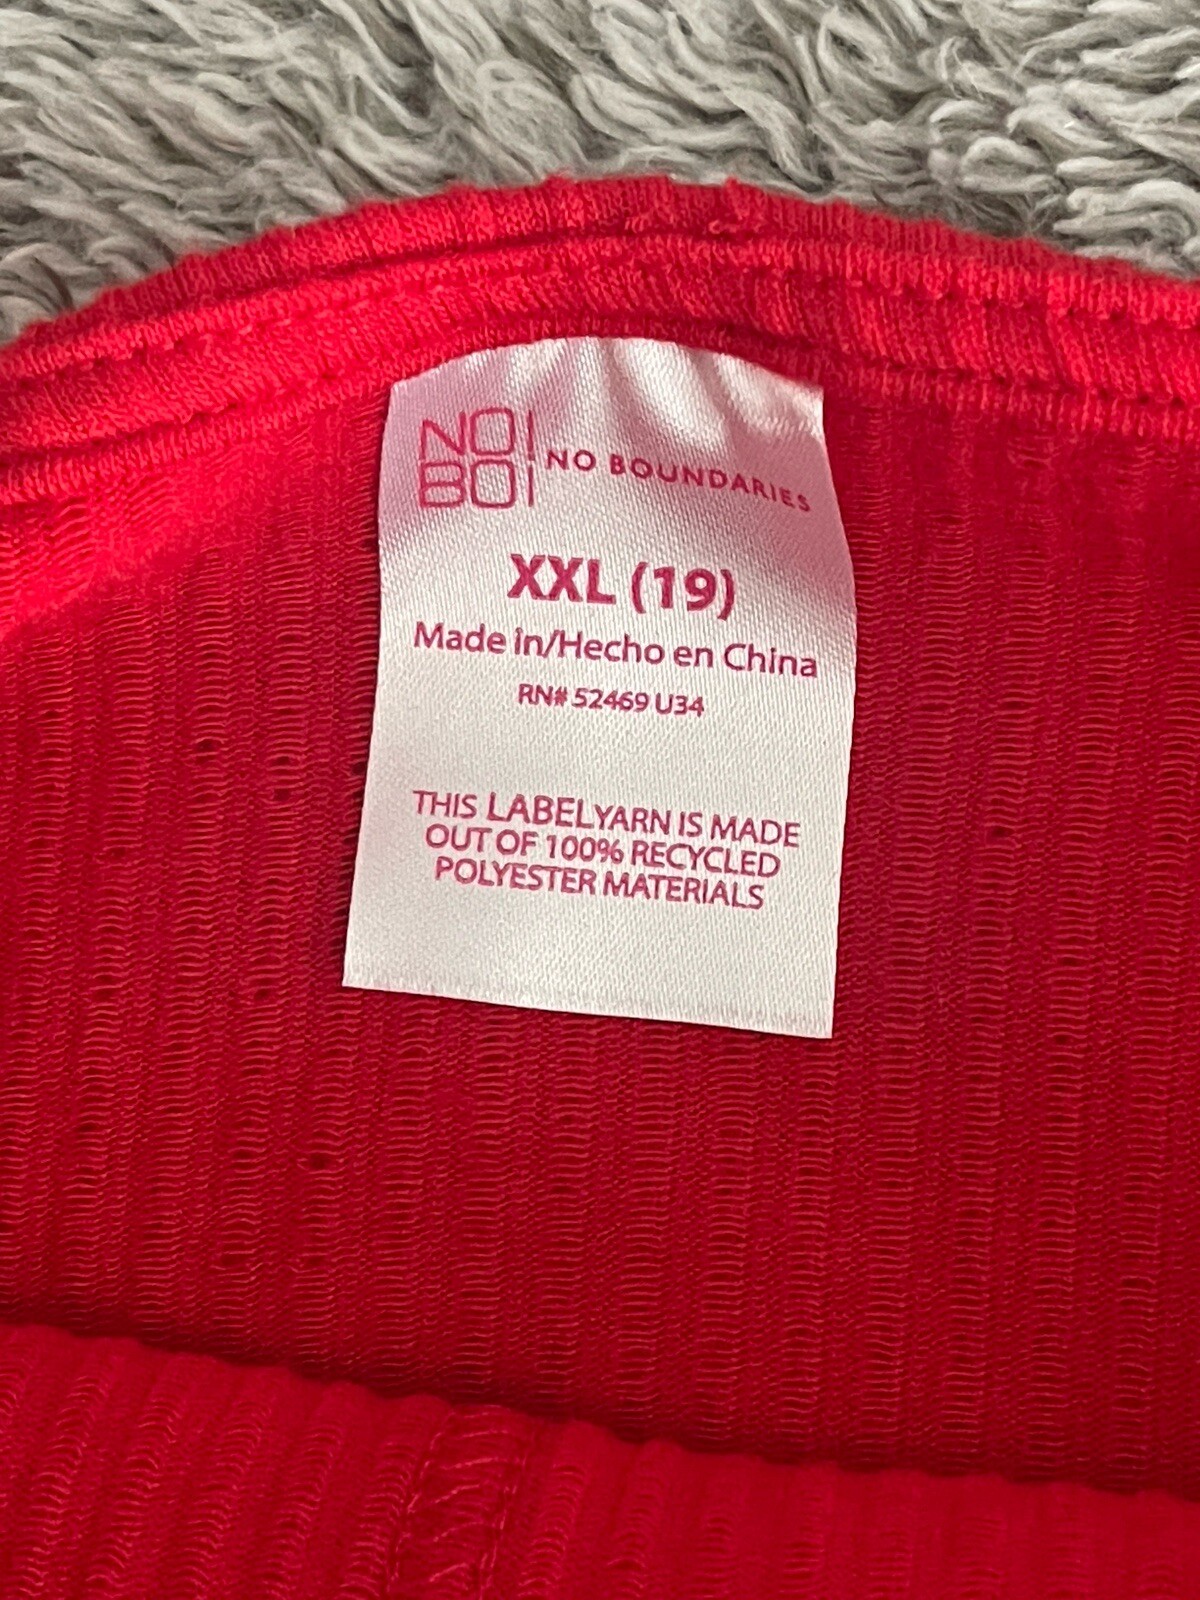 NO
BO
NO BOUNDARIES
XXL (19)
Made in/Hecho en China
RN# 52469 U34
THIS LABELYARN IS MADE
OUT OF 100% RECYCLED
POLYESTER MATERIALS